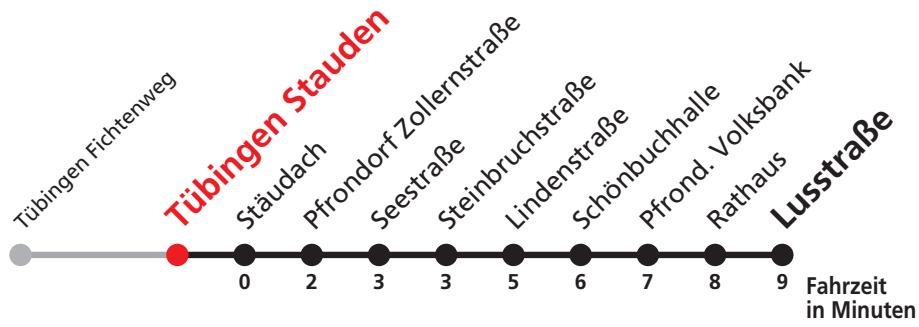 Tübingen Fichtenweg
Tübingen Stauden
Stäudach
Pfrondorf Zollernstraße
Seestraße
Steinbruchstraße
Lindenstraße
Schönbuchhalle
Pfrond. Volksbank
Rathaus
Lusstraße
0 2 3 3 5 6 7 8 9
Fahrzeit
in Minuten